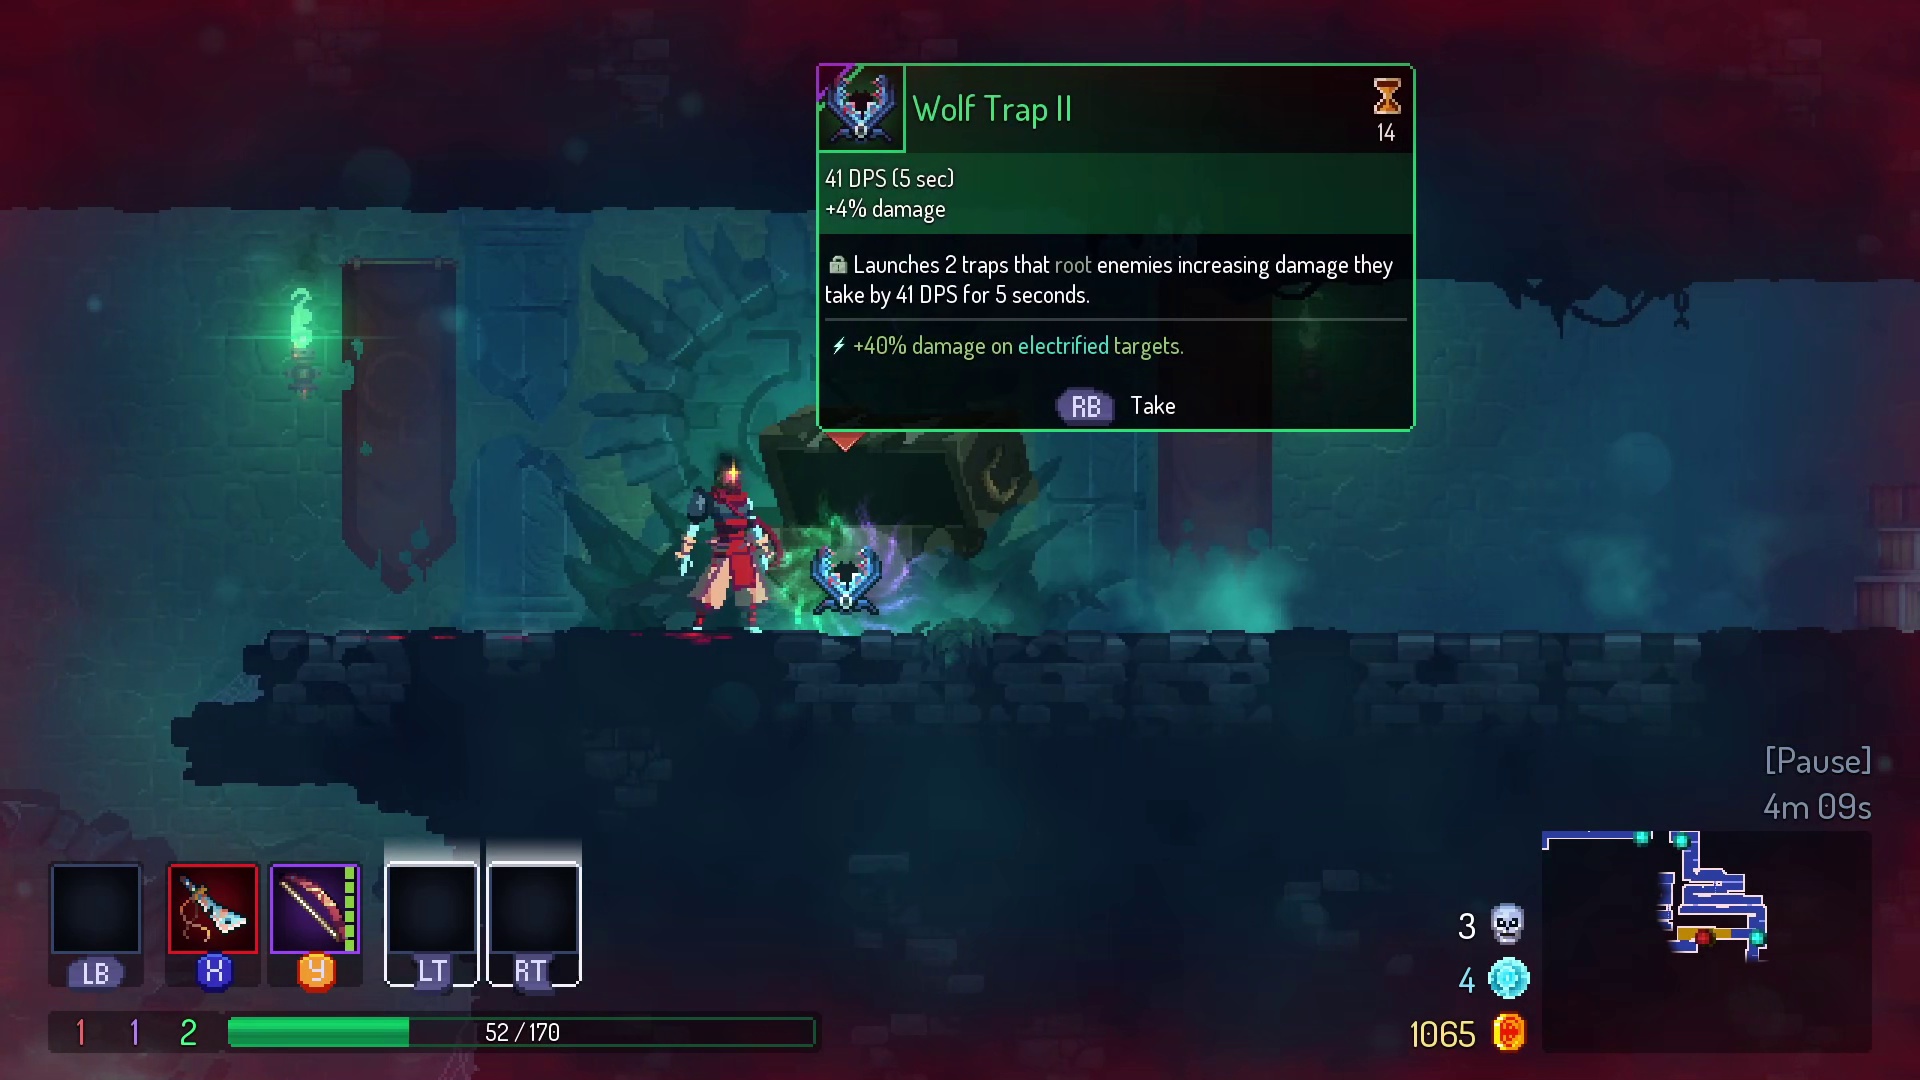 Wolf Trap II
14
41 DPS (5 sec)
+4% damage
Launches 2 traps that root enemies increasing damage they
take by 41 DPS for 5 seconds.
+40% damage on electrified targets.
RB Take
[Pause]
4m 09s
LB X Y LT RT
3
4
1065
1 1 2 52 / 170